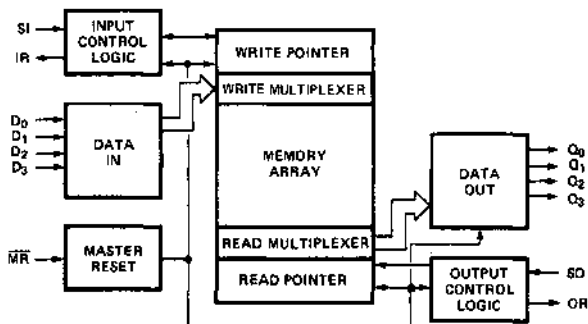 SI
IR
INPUT
CONTROL
LOGIC
WRITE POINTER
WRITE MULTIPLEXER
MEMORY
ARRAY
READ MULTIPLEXER
READ POINTER
D0
D1
D2
D3
DATA
IN
MR
MASTER
RESET
DATA
OUT
Q0
Q1
Q2
Q3
OUTPUT
CONTROL
LOGIC
SO
OR